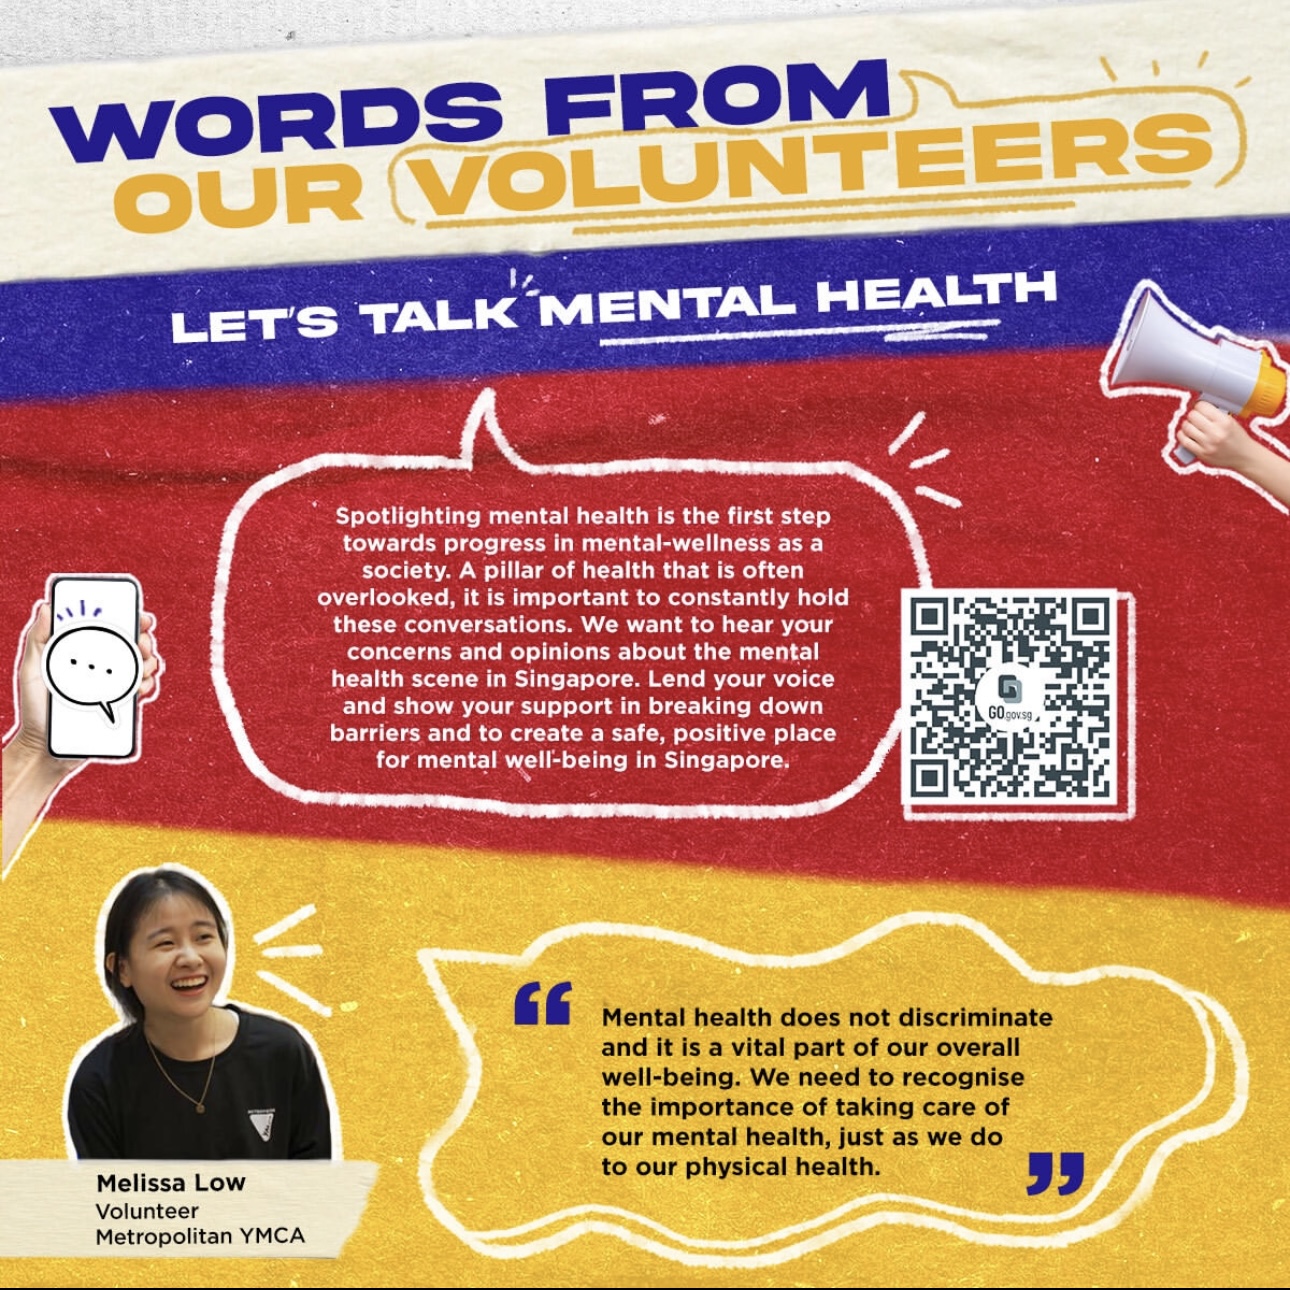 WORDS FROM
OUR VOLUNTEERS
LET'S TALK MENTAL HEALTH
Spotlighting mental health is the first step
towards progress in mental-wellness as a
society. A pillar of health that is often
overlooked, it is important to constantly hold
these conversations. We want to hear your
concerns and opinions about the mental
health scene in Singapore. Lend your voice
and show your support in breaking down
barriers and to create a safe, positive place
for mental well-being in Singapore.
GO.gov.sg
“ Mental health does not discriminate
and it is a vital part of our overall
well-being. We need to recognise
the importance of taking care of
our mental health, just as we do
to our physical health. ”
Melissa Low
Volunteer
Metropolitan YMCA